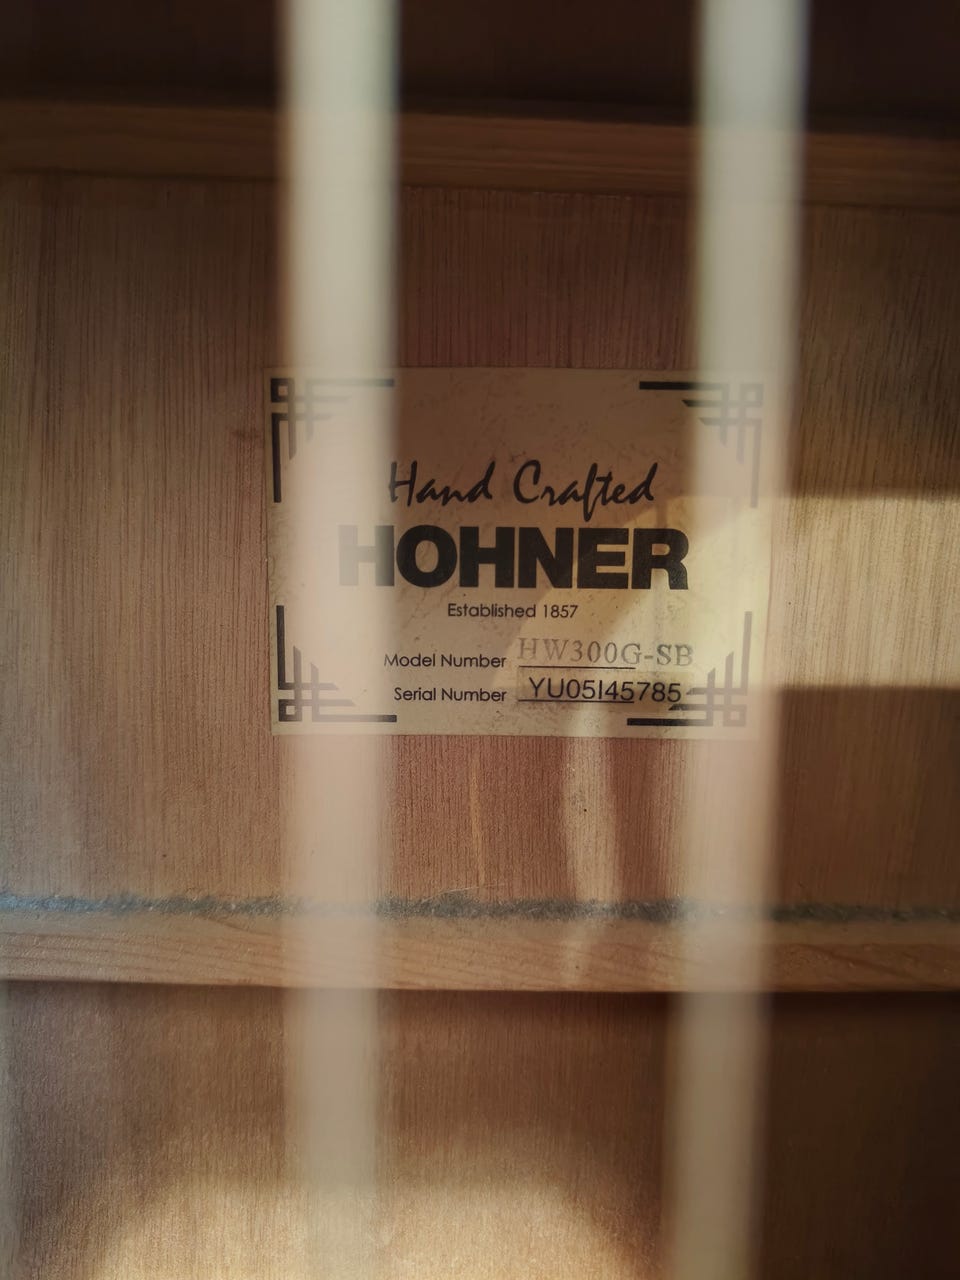 Hand Crafted
HOHNER
Established 1857
Model Number HW300G-SB
Serial Number YU05I45785